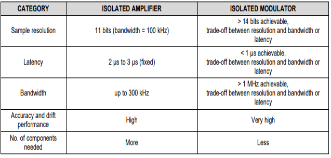 CATEGORY
ISOLATED AMPLIFIER
ISOLATED MODULATOR
Sample resolution
11 bits (bandwidth = 100 kHz)
> 14 bits achievable,
trade-off between resolution and bandwidth or
latency
Latency
2 µs to 3 µs (fixed)
< 1 µs achievable.
trade-off between resolution and bandwidth or
latency
Bandwidth
up to 300 kHz
> 1 MHz achievable,
trade-off between resolution and bandwidth or
latency
Accuracy and drift
performance
High
Very high
No. of components
needed
More
Less